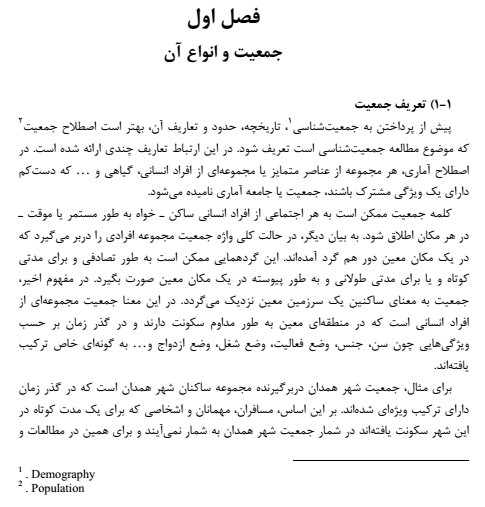 فصل اول
جمعیت و انواع آن
۱-۱) تعریف جمعیت
پیش از پرداختن به جمعیت‌شناسی۱، تاریخچه، حدود و تعاریف آن، بهتر است اصطلاح جمعیت۲
که موضوع مطالعه جمعیت‌شناسی است تعریف شود. در این ارتباط تعاریف چندی ارائه شده است. در
اصطلاح آماری، هر مجموعه از عناصر متمایز یا مجموعه‌ای از افراد انسانی، گیاهی و ... که دست‌کم
دارای یک ویژگی مشترک باشند، جمعیت یا جامعه آماری نامیده می‌شود.
کلمه جمعیت ممکن است به هر اجتماعی از افراد انسانی ساکن ـ خواه به طور مستمر یا موقت ـ
در هر مکان اطلاق شود. به بیان دیگر، در حالت کلی واژه جمعیت مجموعه افرادی را دربر می‌گیرد که
در یک مکان معین دور هم گرد آمده‌اند. این گردهمایی ممکن است به طور تصادفی و برای مدتی
کوتاه و یا برای مدتی طولانی و به طور پیوسته در یک مکان معین صورت بگیرد. در مفهوم اخیر،
جمعیت به معنای ساکنین یک سرزمین معین نزدیک می‌گردد. در این معنا جمعیت مجموعه‌ای از
افراد انسانی است که در منطقه‌ای معین به طور مداوم سکونت دارند و در گذر زمان بر حسب
ویژگی‌هایی چون سن، جنس، وضع فعالیت، وضع شغل، وضع ازدواج و... به گونه‌ای خاص ترکیب
یافته‌اند.
برای مثال، جمعیت شهر همدان دربرگیرنده مجموعه ساکنان شهر همدان است که در گذر زمان
دارای ترکیب ویژه‌ای شده‌اند. بر این اساس، مسافران، مهمانان و اشخاصی که برای یک مدت کوتاه در
این شهر سکونت یافته‌اند در شمار جمعیت شهر همدان به شمار نمی‌آیند و برای همین در مطالعات و
1 . Demography
2 . Population